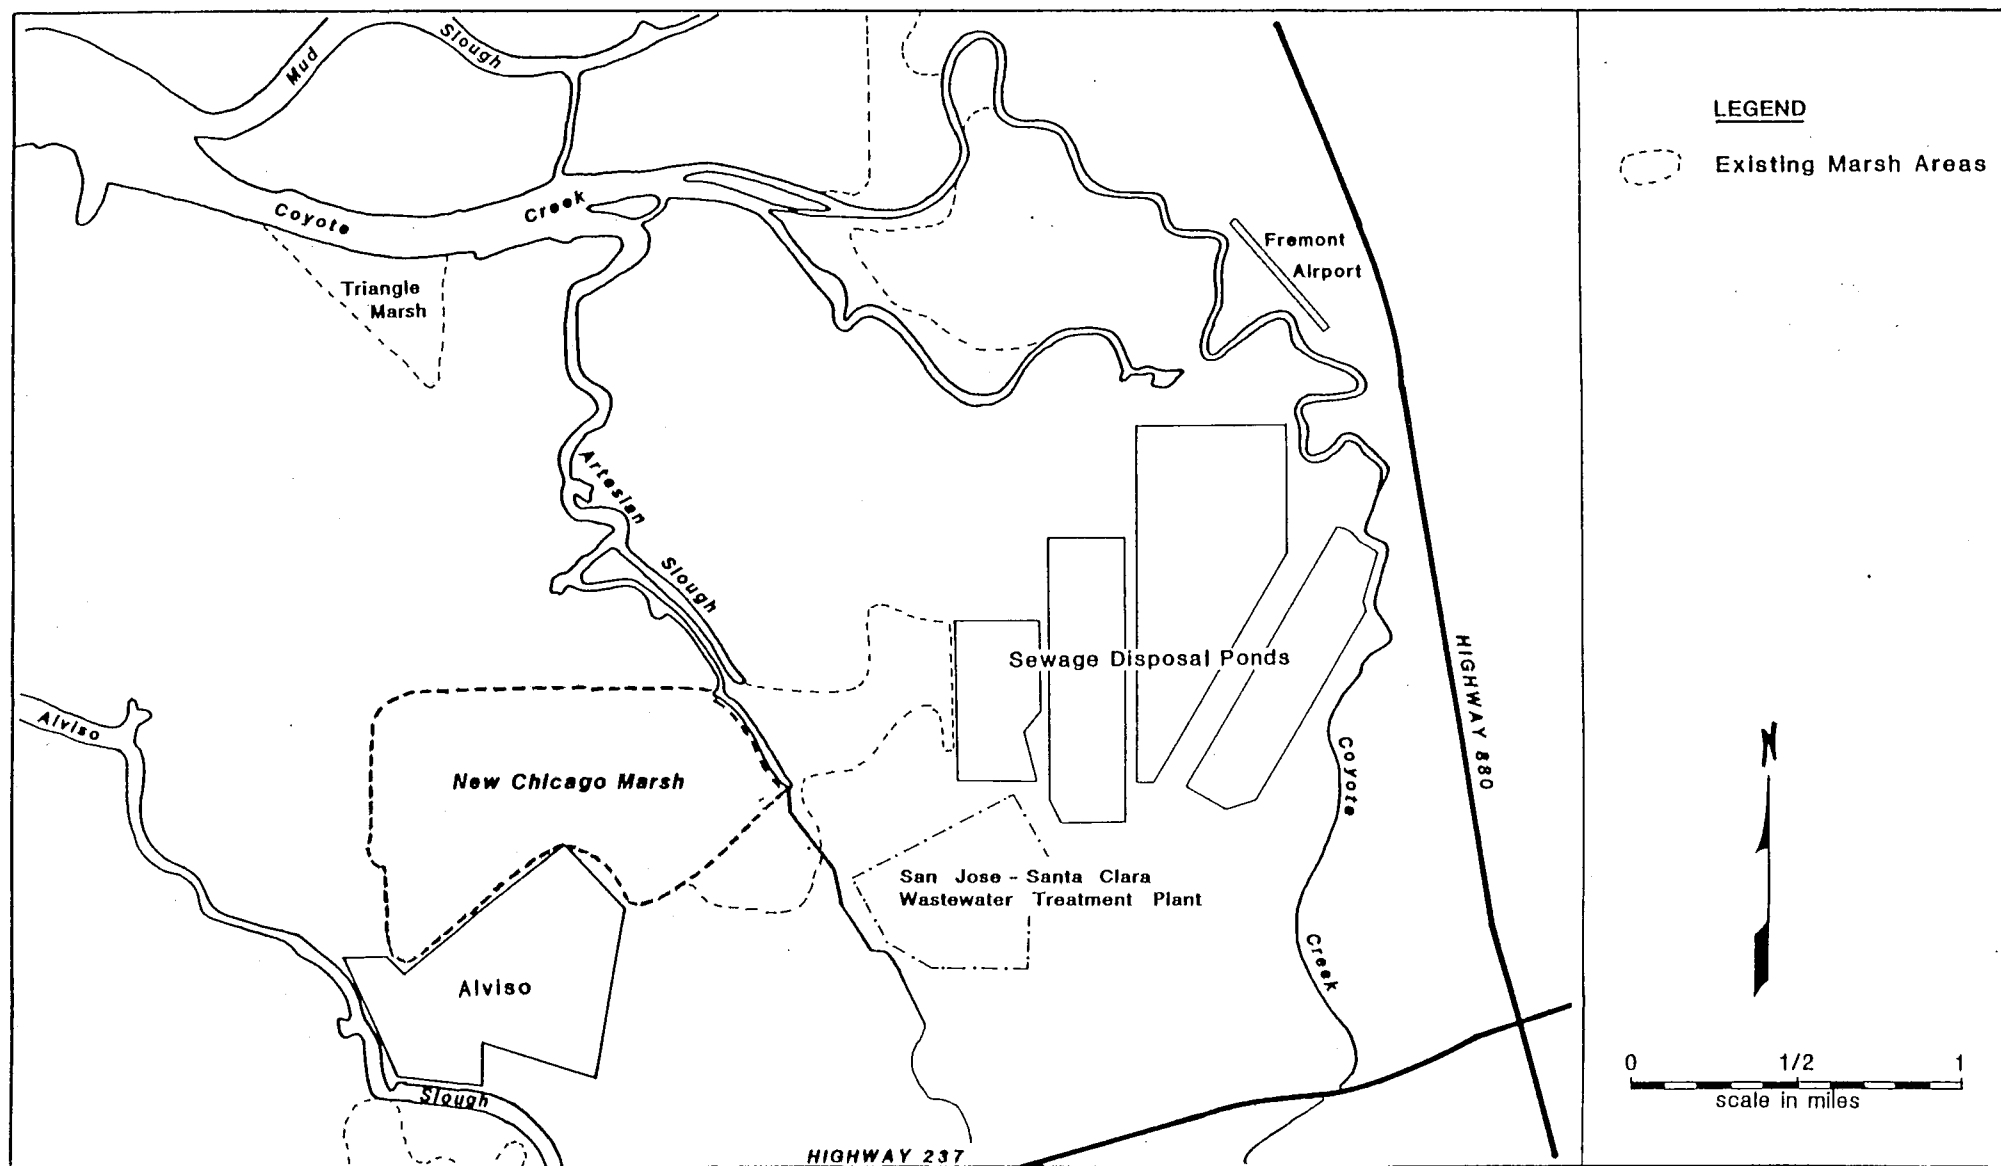 Mud
Slough
LEGEND
Existing Marsh Areas
Coyote
Creek
Fremont
Airport
Triangle
Marsh
Artesian
Slough
Sewage Disposal Ponds
HIGHWAY 880
Alviso
N
New Chicago Marsh
Coyote
San Jose - Santa Clara
Wastewater Treatment Plant
Creek
Alviso
0 1/2 1
scale in miles
Slough
HIGHWAY 237